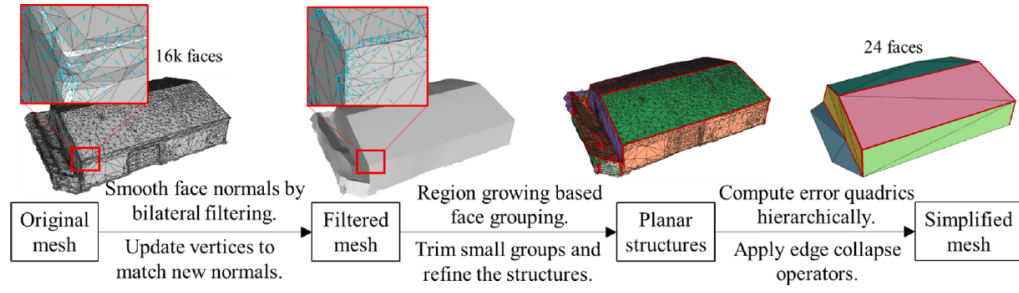 16k faces
24 faces
Smooth face normals by
bilateral filtering.
Region growing based
face grouping.
Compute error quadrics
hierarchically.
Original
mesh
Filtered
mesh
Planar
structures
Simplified
mesh
Update vertices to
match new normals.
Trim small groups and
refine the structures.
Apply edge collapse
operators.